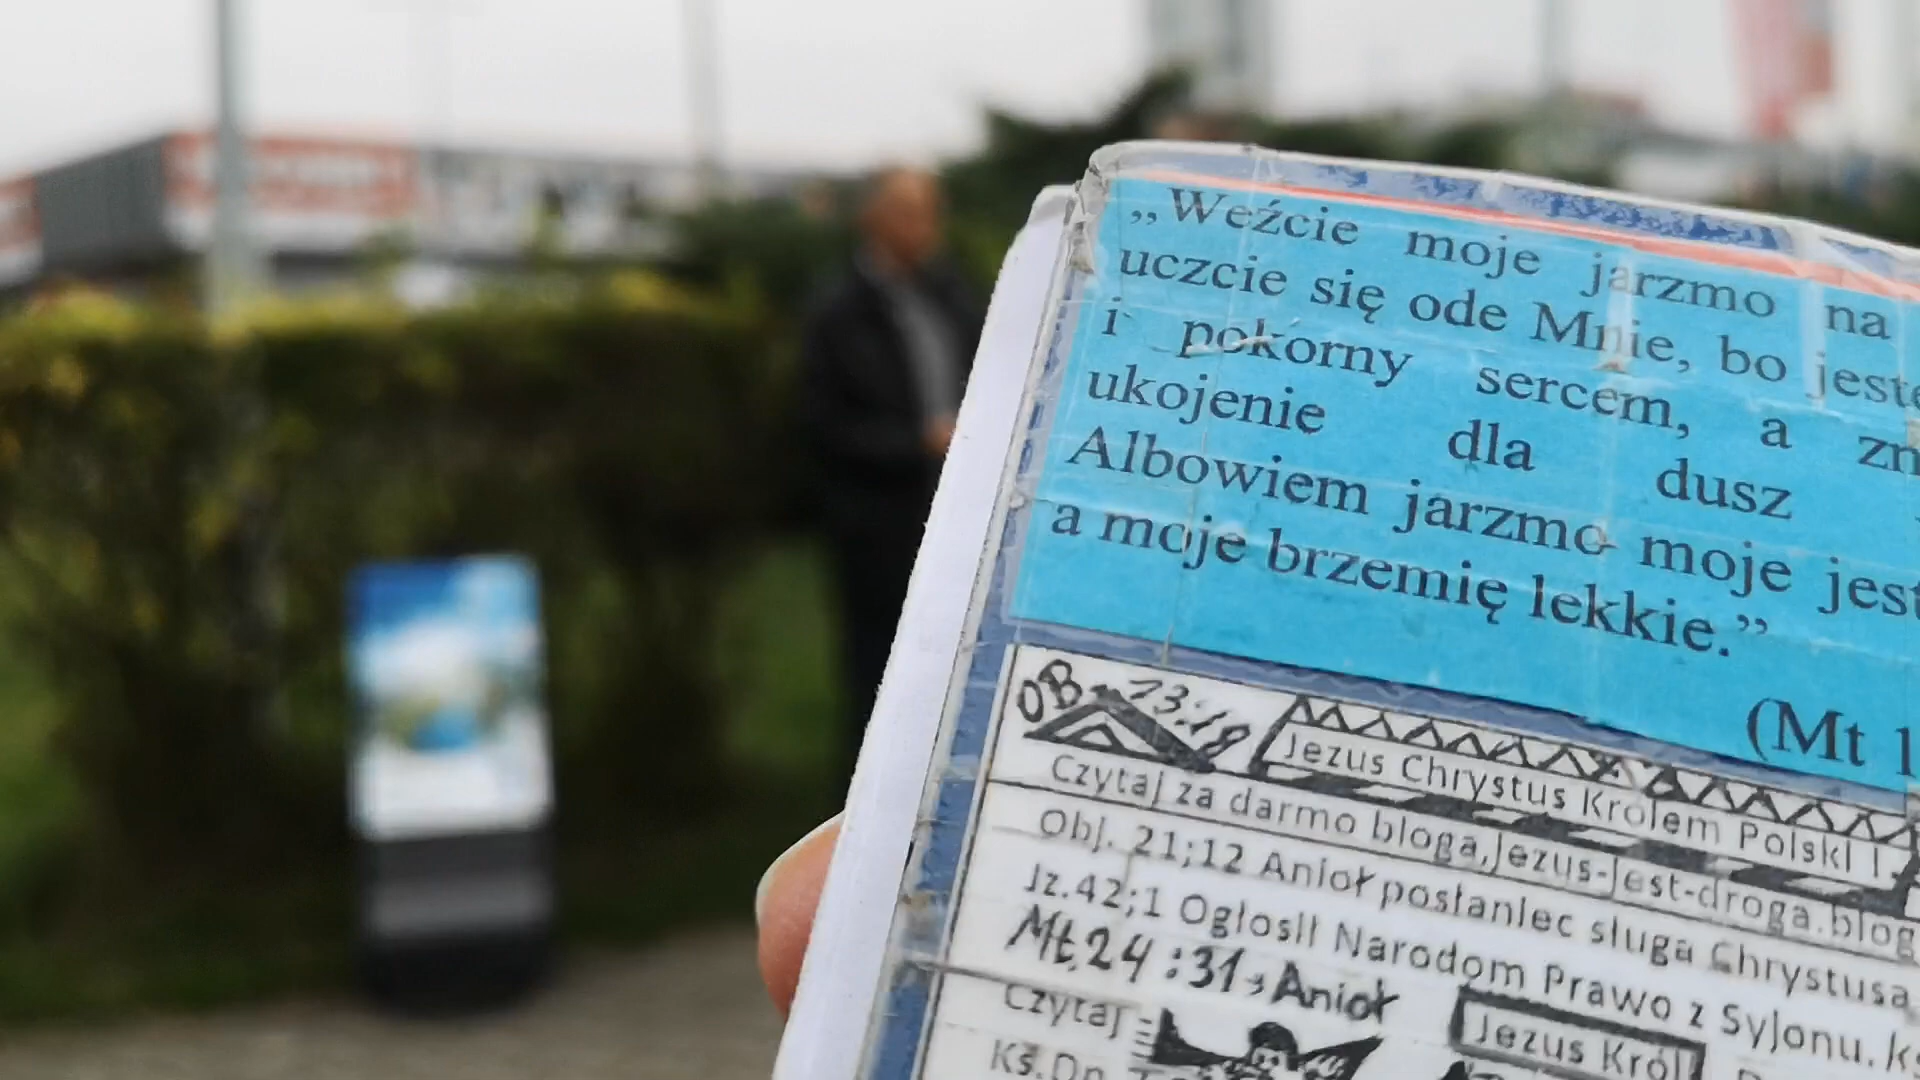 „Weźcie moje jarzmo na
uczcie się ode Mnie, bo jeste
i pokorny sercem, a zn
ukojenie dla dusz
Albowiem jarzmo moje jest
a moje brzemię lekkie.”
(Mt 1
Jezus Chrystus Królem Polski
Czytaj za darmo bloga,Jezus-jest-droga.blog
Obj. 21;12 Anioł posłaniec sługa Chrystusa,
Jz.42;1 Ogłosił Narodom Prawo z Syjonu. ks
Mt.24:31, Anioł
Czytaj
Jezus Król
Ks.Dn